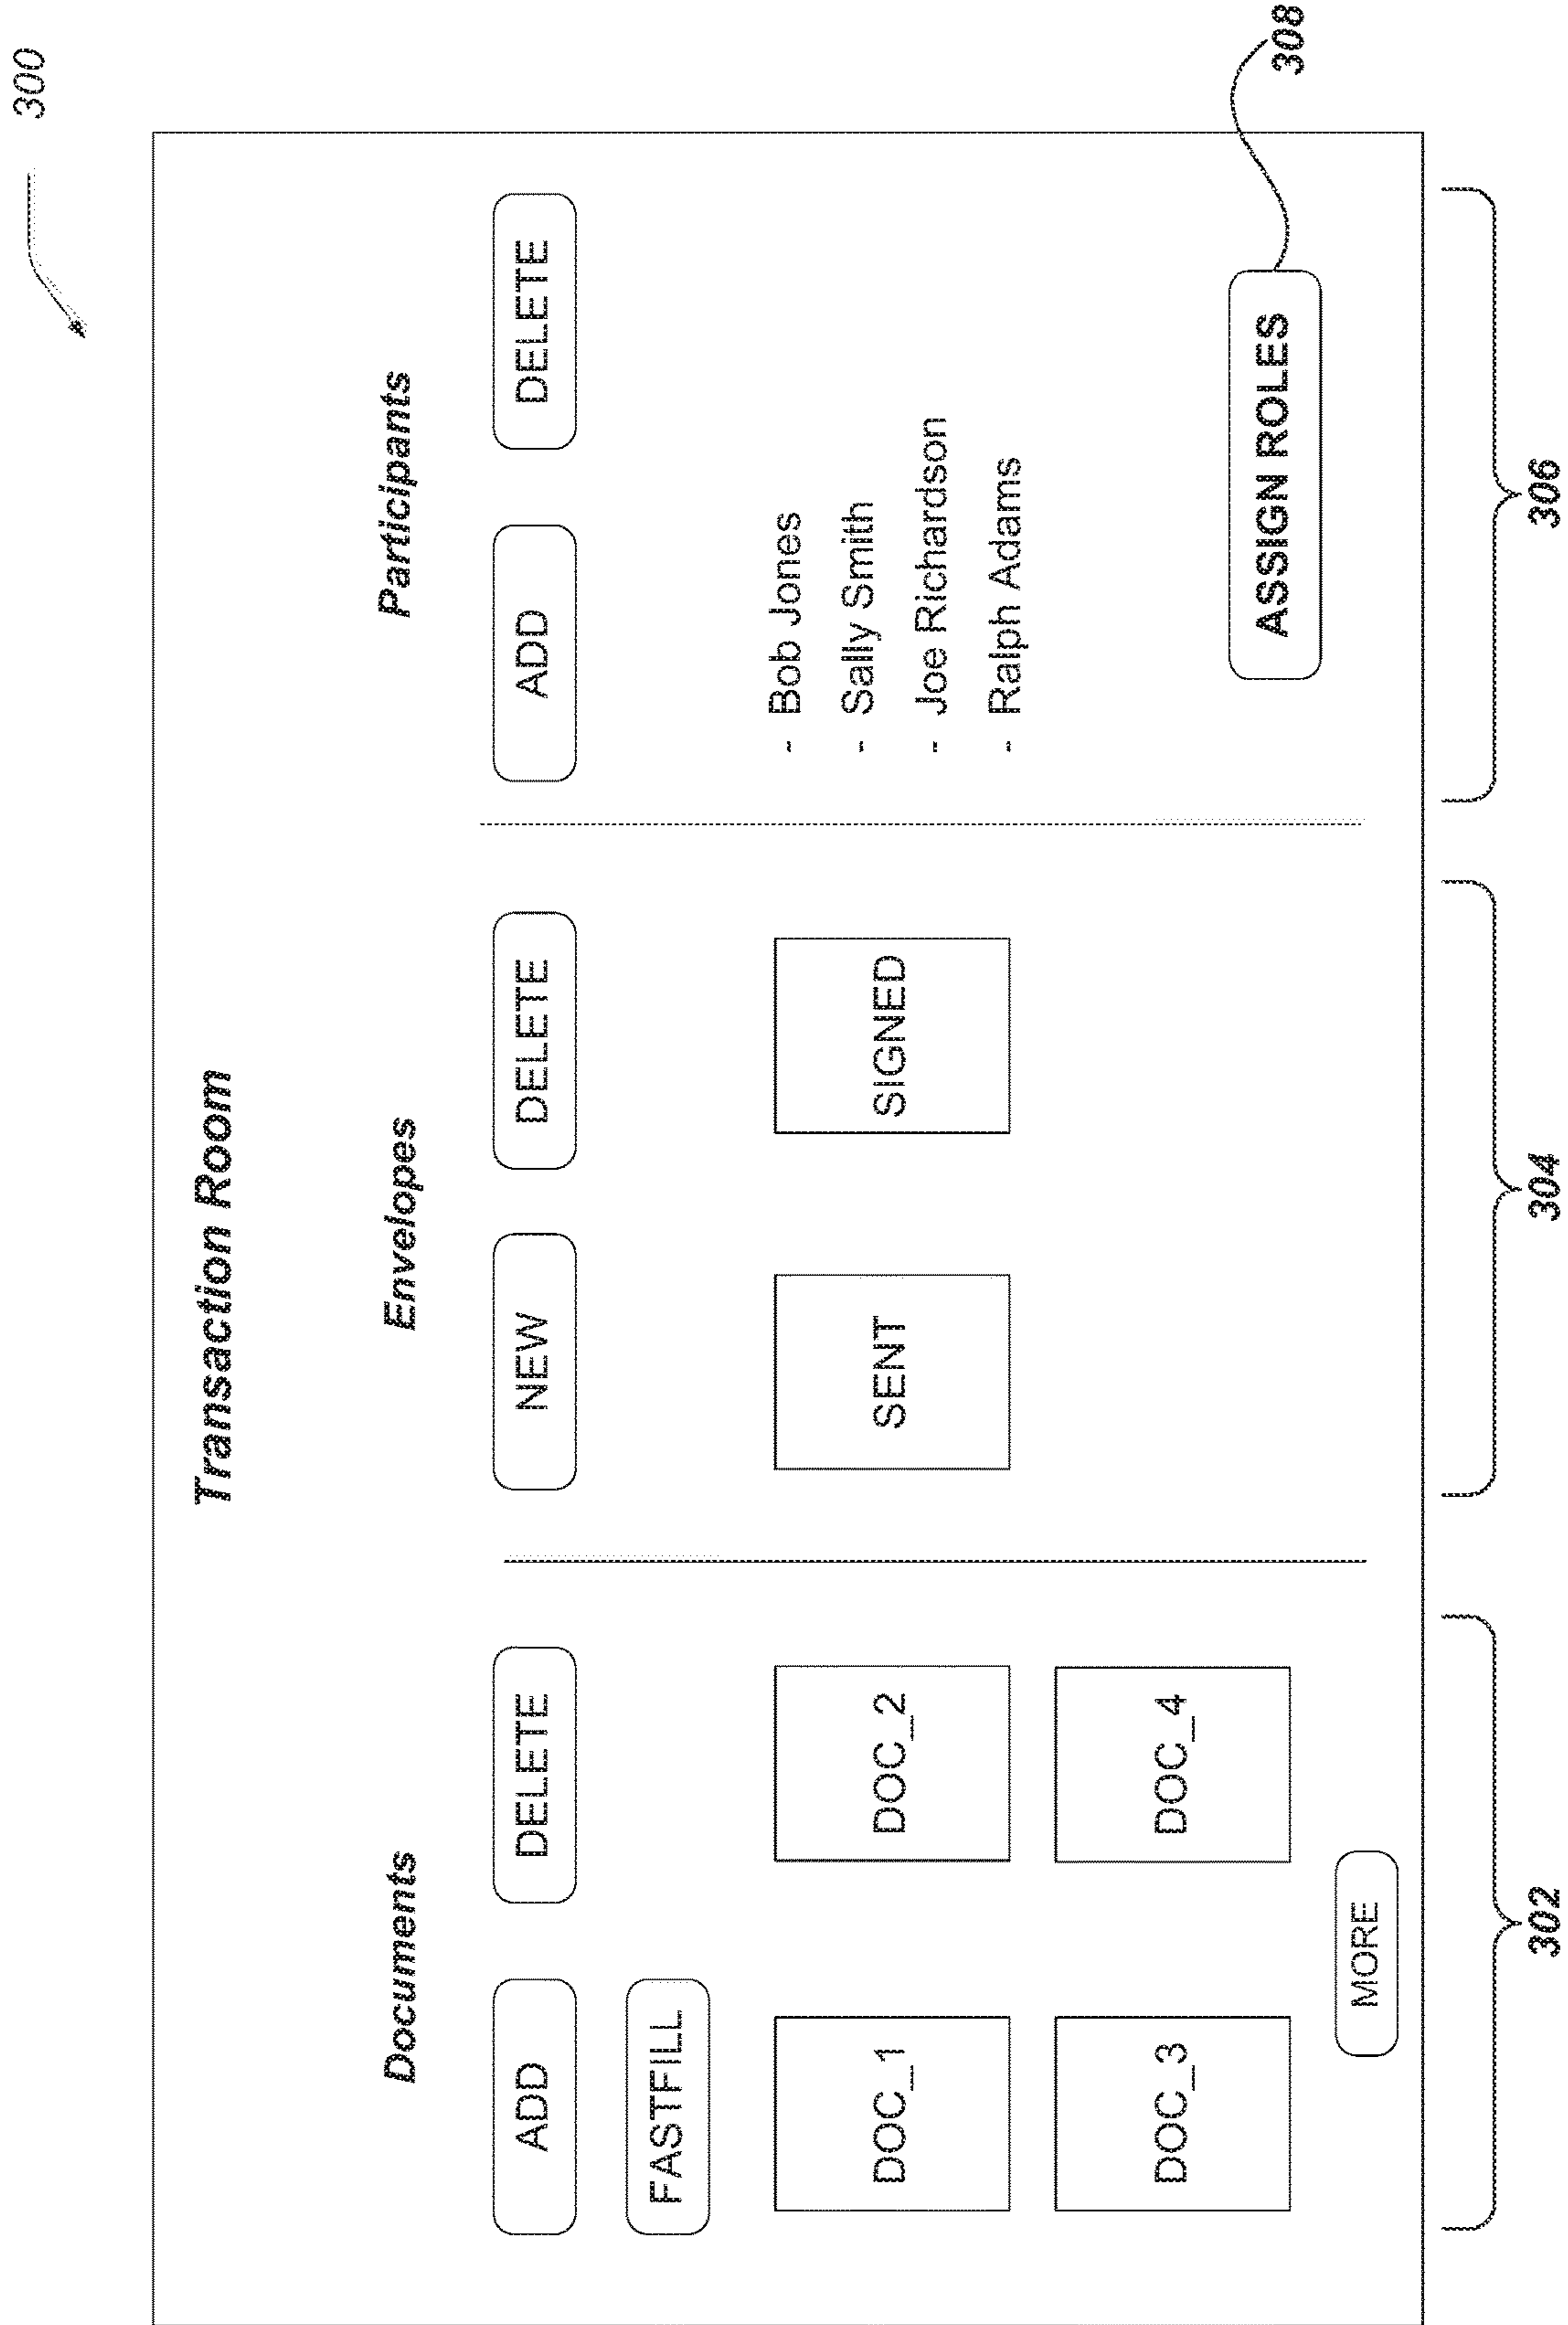 300
Transaction Room
Documents
ADD
DELETE
FASTFILL
DOC_1
DOC_2
DOC_3
DOC_4
MORE
302
Envelopes
NEW
DELETE
SENT
SIGNED
304
Participants
ADD
DELETE
- Bob Jones
- Sally Smith
- Joe Richardson
- Ralph Adams
ASSIGN ROLES
308
306